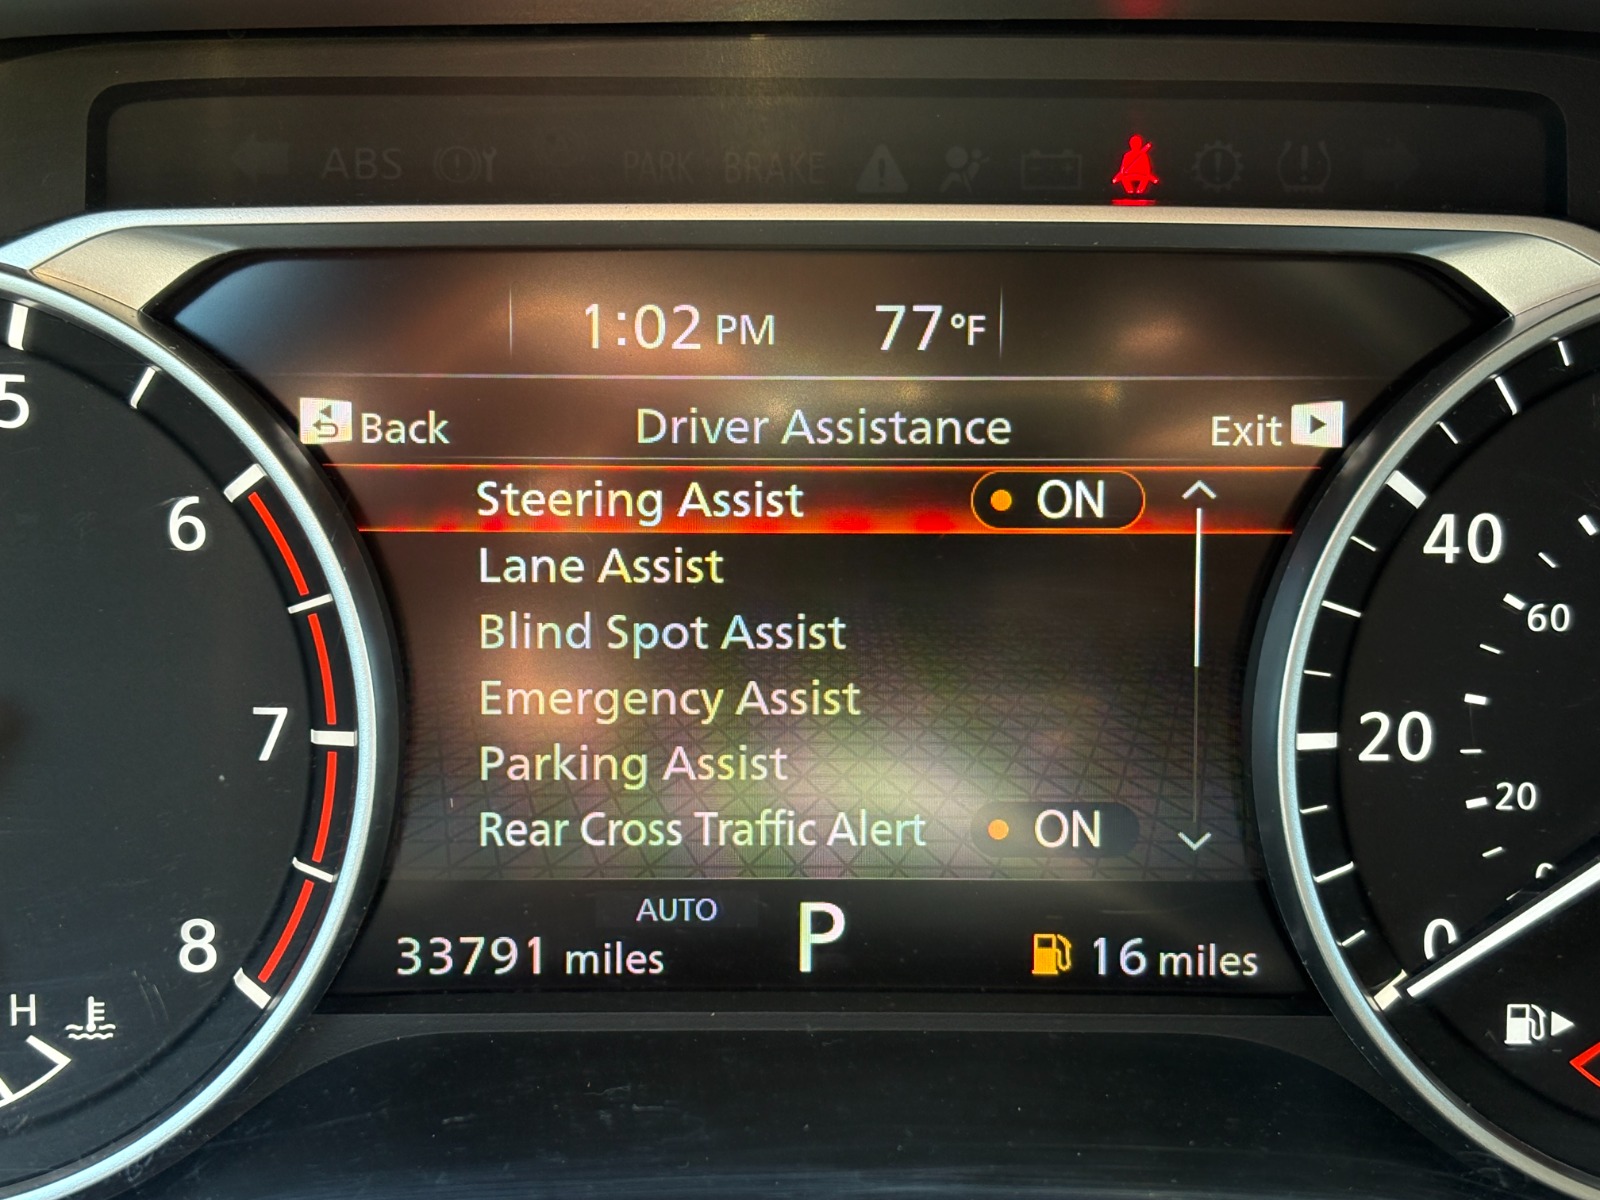 ABS
PARK BRAKE
1:02 PM 77°F
Back Driver Assistance Exit
Steering Assist ON
Lane Assist
Blind Spot Assist
Emergency Assist
Parking Assist
Rear Cross Traffic Alert ON
AUTO
33791 miles P 16 miles
5
6
7
8
H
40
60
20
20
0
0